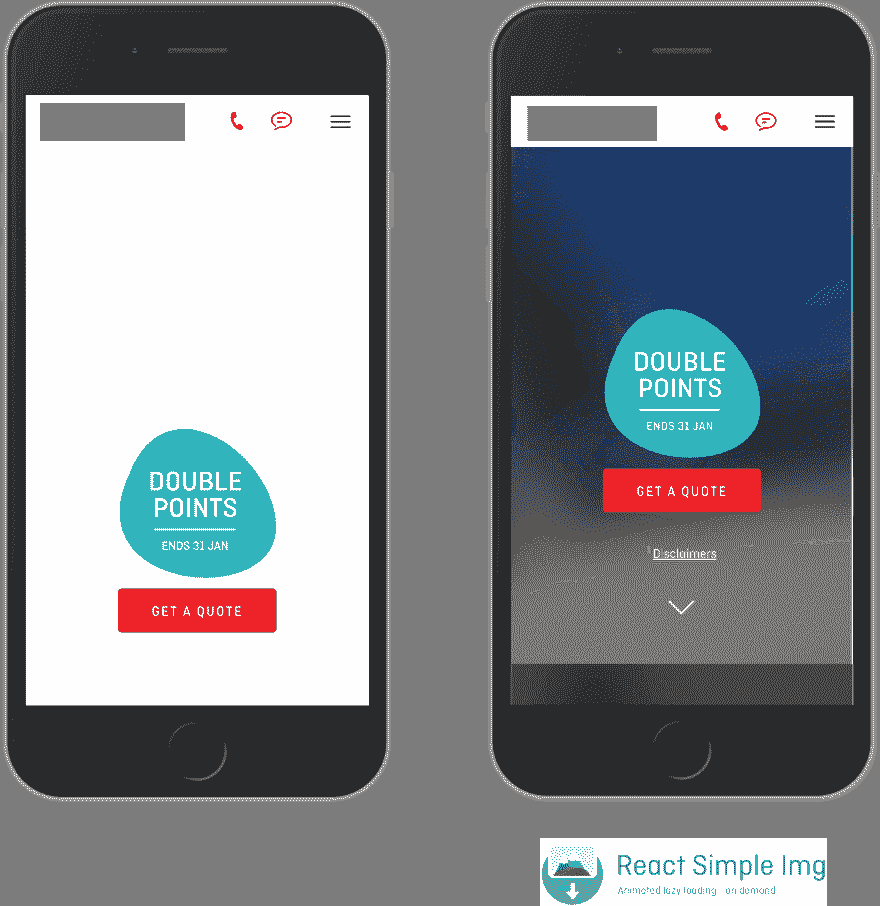 DOUBLE
POINTS
ENDS 31 JAN
GET A QUOTE
DOUBLE
POINTS
ENDS 31 JAN
GET A QUOTE
Disclaimers
React Simple Img
Animated lazy loading - on demand